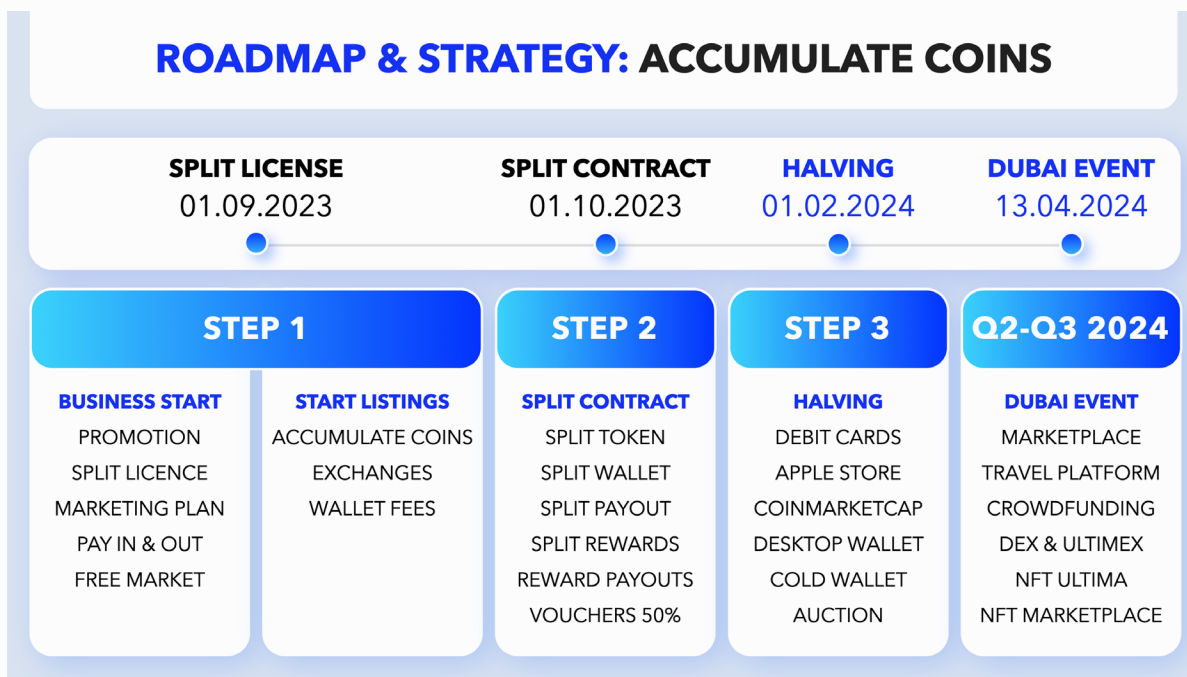 ROADMAP & STRATEGY: ACCUMULATE COINS
SPLIT LICENSE
01.09.2023
SPLIT CONTRACT
01.10.2023
HALVING
01.02.2024
DUBAI EVENT
13.04.2024
STEP 1
BUSINESS START
PROMOTION
SPLIT LICENCE
MARKETING PLAN
PAY IN & OUT
FREE MARKET
START LISTINGS
ACCUMULATE COINS
EXCHANGES
WALLET FEES
STEP 2
SPLIT CONTRACT
SPLIT TOKEN
SPLIT WALLET
SPLIT PAYOUT
SPLIT REWARDS
REWARD PAYOUTS
VOUCHERS 50%
STEP 3
HALVING
DEBIT CARDS
APPLE STORE
COINMARKETCAP
DESKTOP WALLET
COLD WALLET
AUCTION
Q2-Q3 2024
DUBAI EVENT
MARKETPLACE
TRAVEL PLATFORM
CROWDFUNDING
DEX & ULTIMEX
NFT ULTIMA
NFT MARKETPLACE